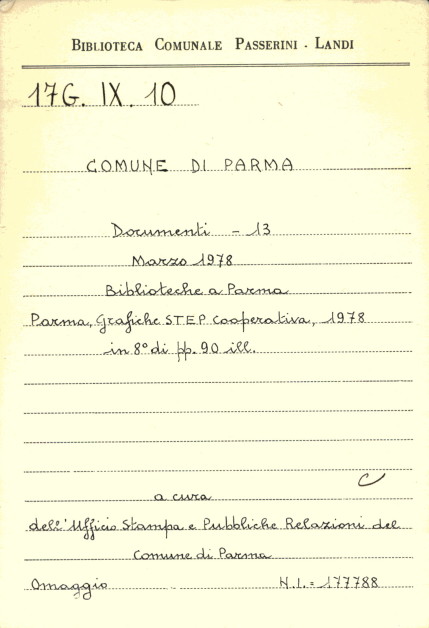 BIBLIOTECA COMUNALE PASSERINI - LANDI
17G. IX. 10
COMUNE DI PARMA
Documenti - 13
Marzo 1978
Biblioteche a Parma
Parma, Grafiche STEP Cooperativa, 1978
in 8° di pp. 90 ill.
C
a cura
dell'Ufficio Stampa e Pubbliche Relazioni del
Comune di Parma
Omaggio N.I. = 177788